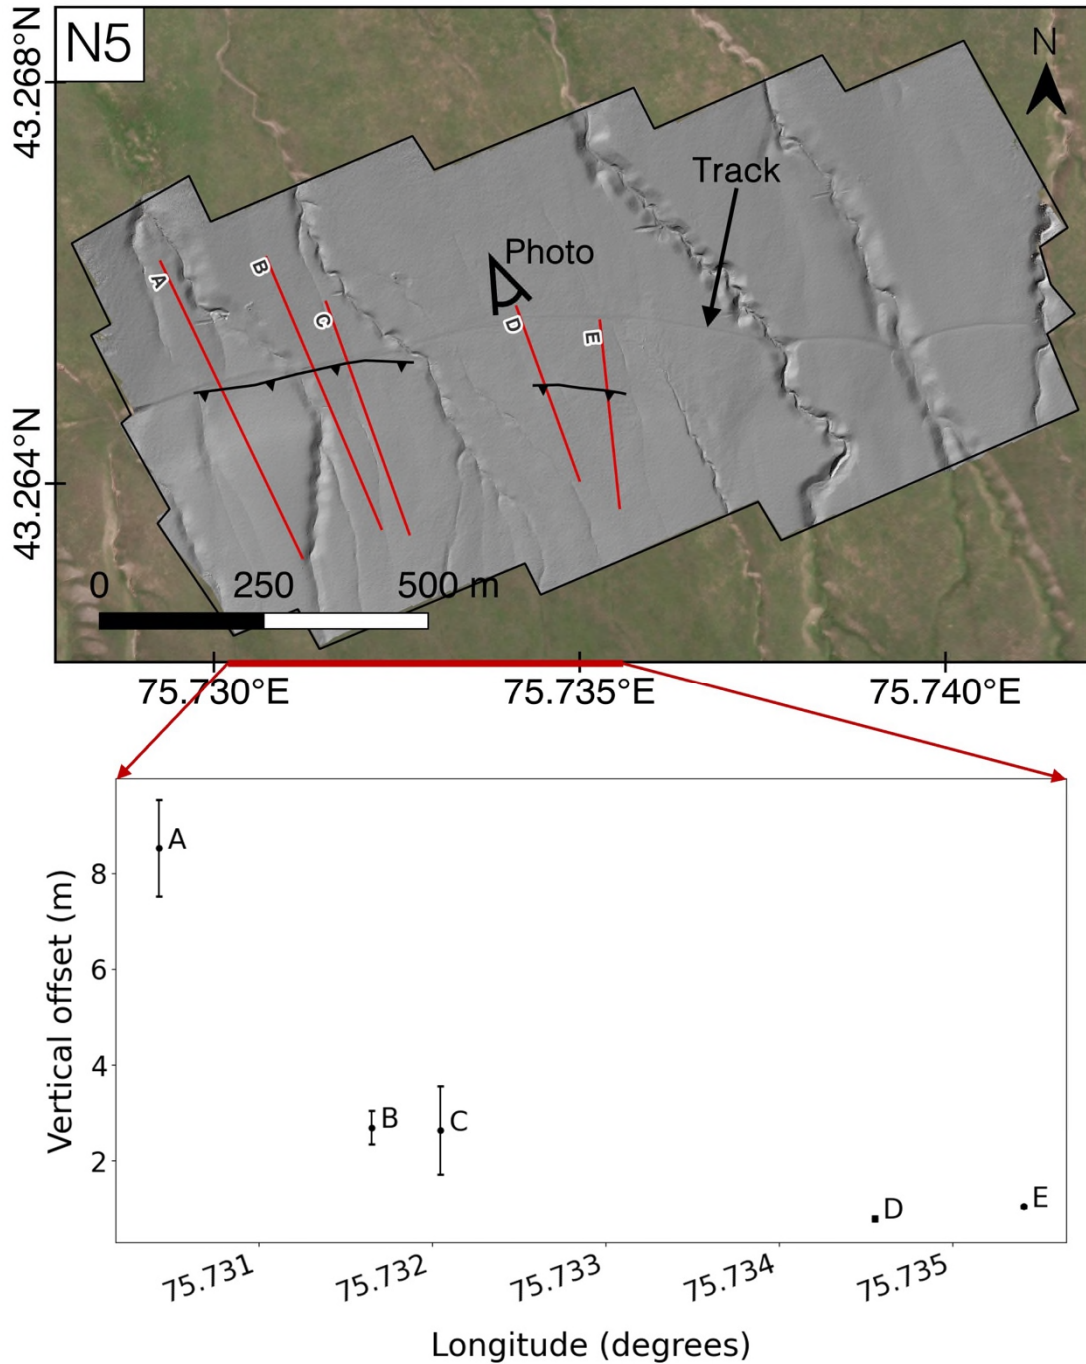 N5
N
43.268°N
43.264°N
Track
Photo
A
B
C
D
E
0 250 500 m
75.730°E 75.735°E 75.740°E
Vertical offset (m)
8
6
4
2
A
B
C
D
E
75.731 75.732 75.733 75.734 75.735
Longitude (degrees)